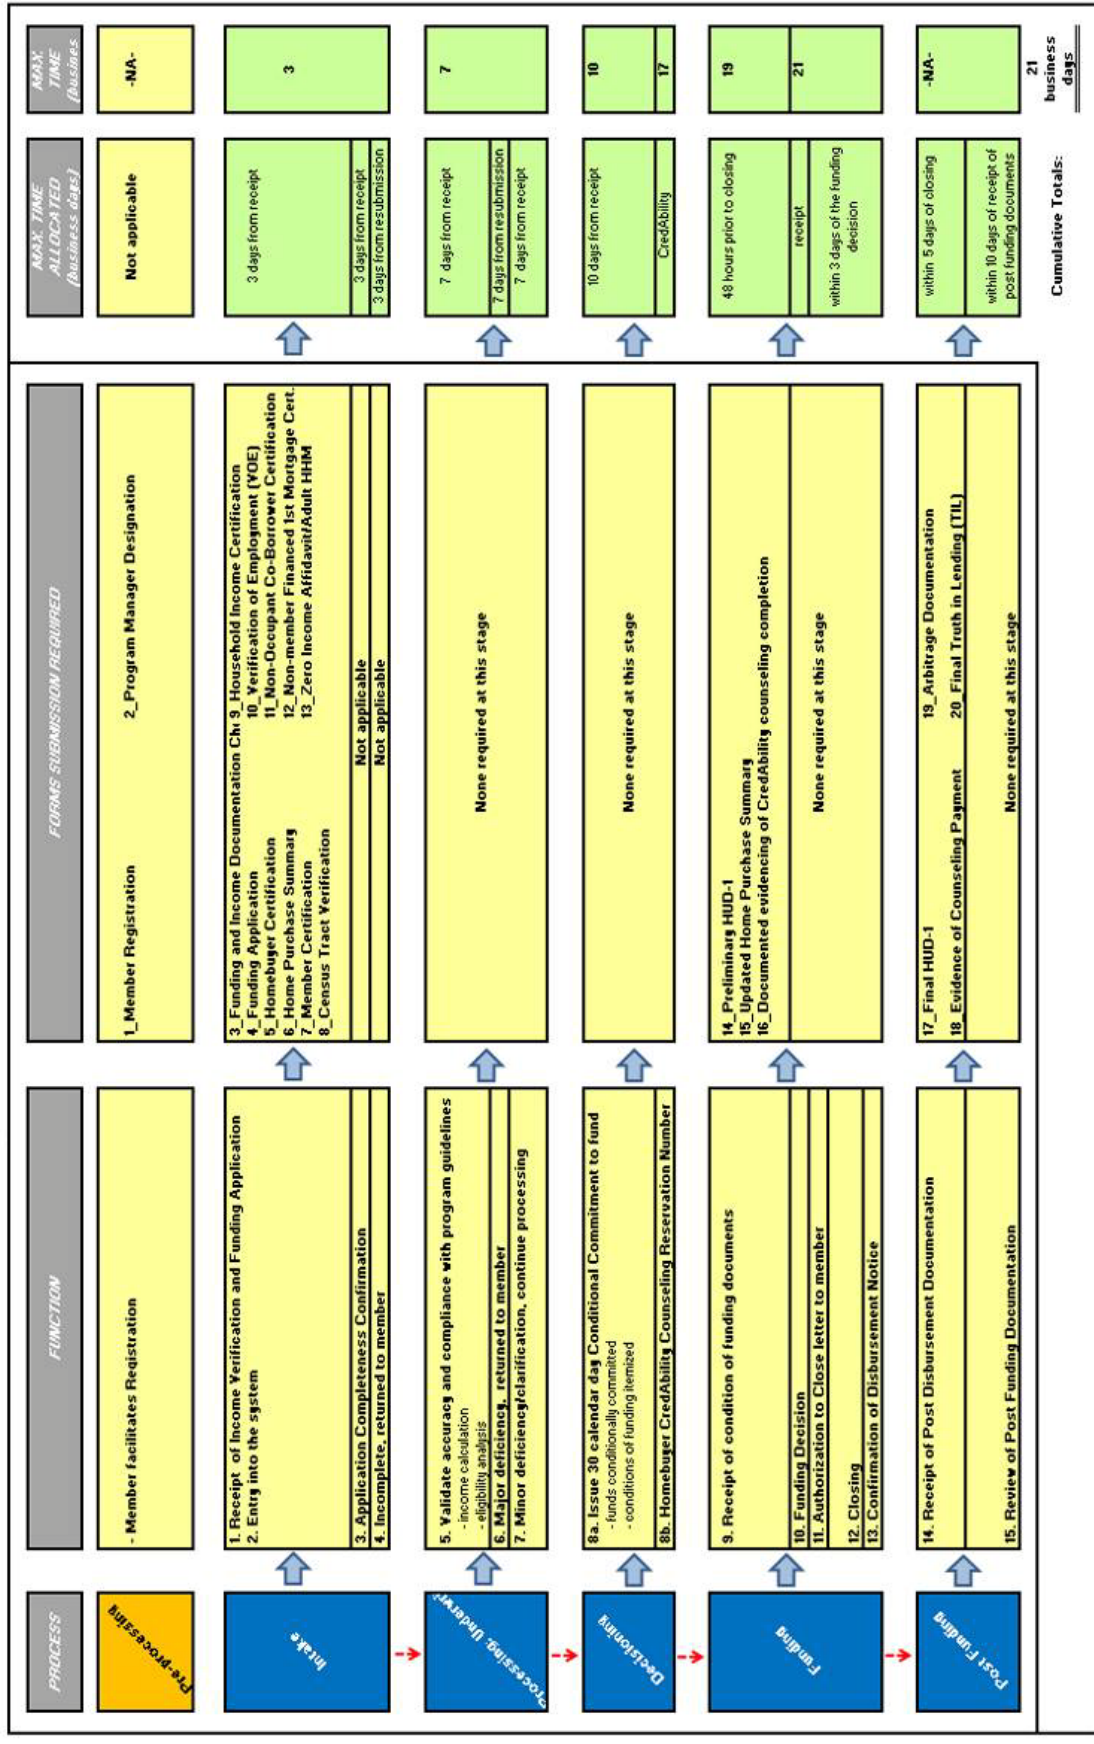 PROCESS
FUNCTION
FORMS SUBMISSION REQUIRED
MAX. TIME
ALLOCATED
(business days)
MAX.
TIME
(busines
Pre-processing
- Member facilitates Registration
1_Member Registration
2_Program Manager Designation
Not applicable
-NA-
Intake
1. Receipt of Income Verification and Funding Application
2. Entry into the system
3. Application Completeness Confirmation
4. Incomplete, returned to member
3_Funding and Income Documentation Che
4_Funding Application
5_Homebuyer Certification
6_Home Purchase Summary
7_Member Certification
8_Census Tract Verification
9_Household Income Certification
10_Verification of Employment (VOE)
11_Non-Occupant Co-Borrower Certification
12_Non-member Financed 1st Mortgage Cert.
13_Zero Income Affidavit/Adult HHM
Not applicable
Not applicable
3 days from receipt
3 days from receipt
3 days from resubmission
3
Processing, Underwri
5. Validate accuracy and compliance with program guidelines
- income calculation
- eligibility analysis
6. Major deficiency, returned to member
7. Minor deficiency/clarification, continue processing
None required at this stage
7 days from receipt
7 days from resubmission
7 days from receipt
7
Decisioning
8a. Issue 30 calendar day Conditional Commitment to fund
- funds conditionally committed
- conditions of funding itemized
8b. Homebuyer CredAbility Counseling Reservation Number
None required at this stage
10 days from receipt
CredAbility
10
17
Funding
9. Receipt of condition of funding documents
10. Funding Decision
11. Authorization to Close letter to member
12. Closing
13. Confirmation of Disbursement Notice
14_Preliminary HUD-1
15_Updated Home Purchase Summary
16_Documented evidencing of CredAbility counseling completion
None required at this stage
48 hours prior to closing
receipt
within 3 days of the funding
decision
19
21
Post Funding
14. Receipt of Post Disbursement Documentation
15. Review of Post Funding Documentation
17_Final HUD-1
18_Evidence of Counseling Payment
19_Arbitrage Documentation
20_Final Truth in Lending (TIL)
None required at this stage
within 5 days of closing
within 10 days of receipt of
post funding documents
-NA-
Cumulative Totals:
21
business
days